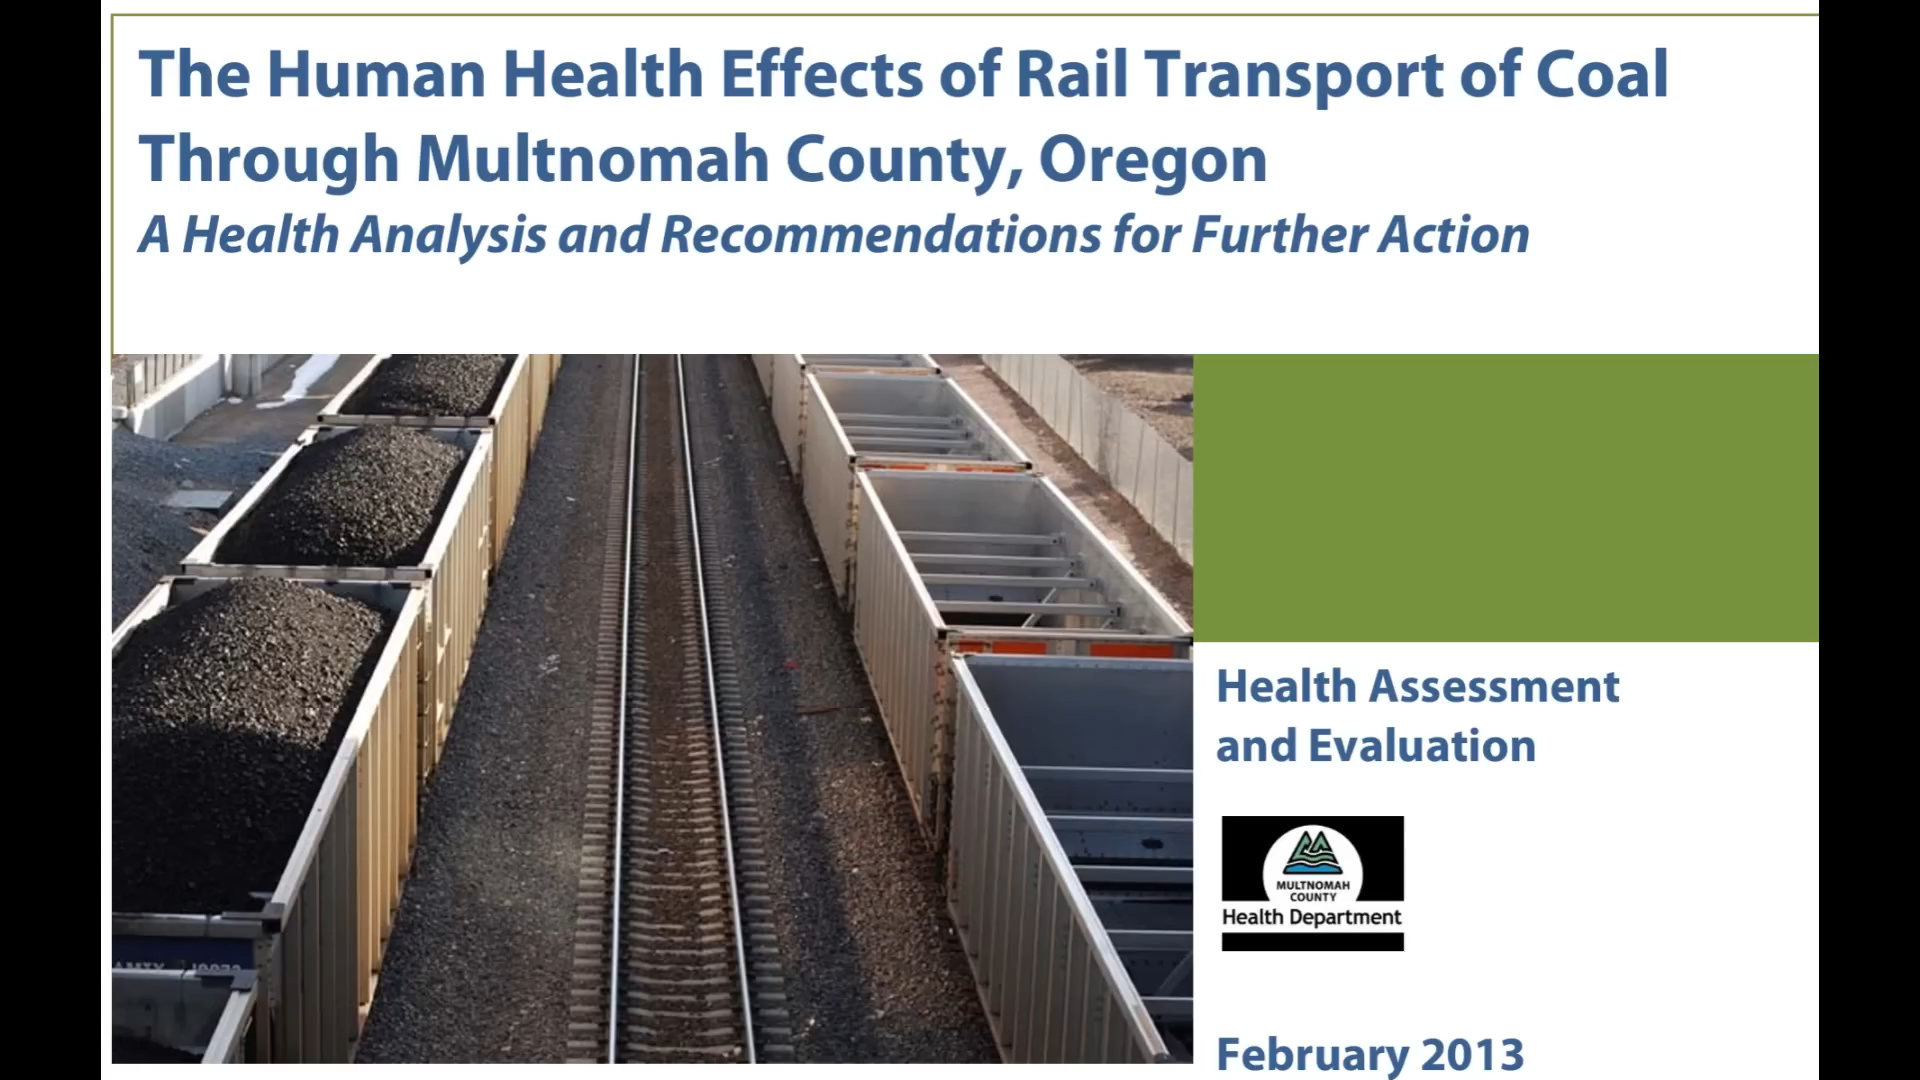 The Human Health Effects of Rail Transport of Coal
Through Multnomah County, Oregon
A Health Analysis and Recommendations for Further Action
Health Assessment
and Evaluation
MULTNOMAH
COUNTY
Health Department
February 2013